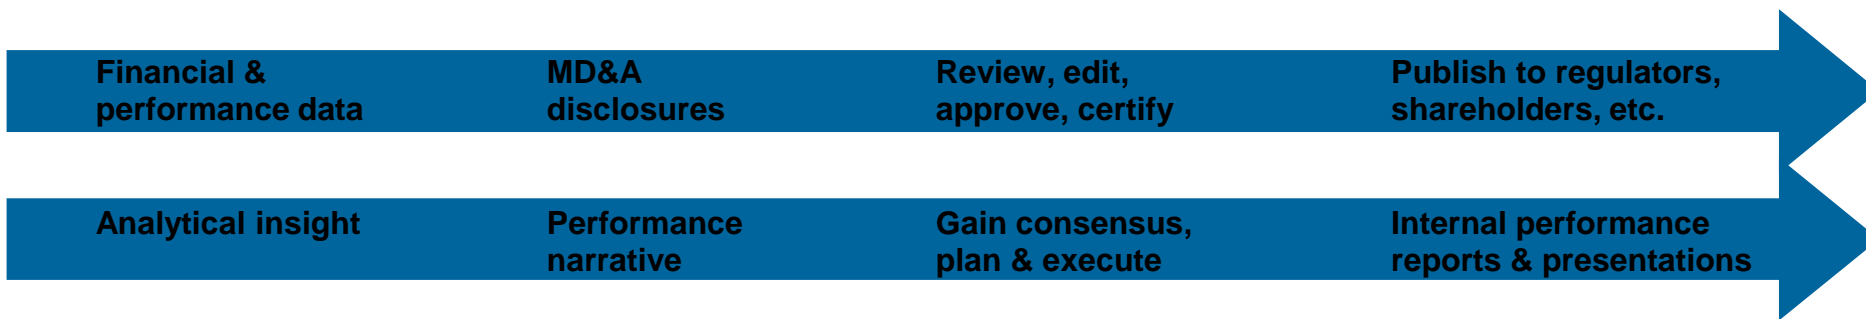 Financial &
performance data
MD&A
disclosures
Review, edit,
approve, certify
Publish to regulators,
shareholders, etc.
Analytical insight
Performance
narrative
Gain consensus,
plan & execute
Internal performance
reports & presentations